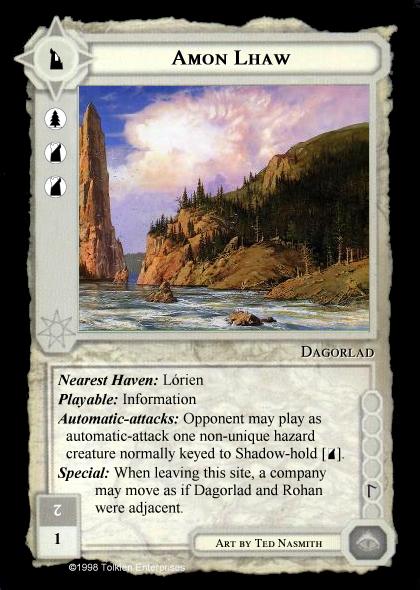 Amon Lhaw
Dagorlad
Nearest Haven: Lórien
Playable: Information
Automatic-attacks: Opponent may play as
automatic-attack one non-unique hazard
creature normally keyed to Shadow-hold [].
Special: When leaving this site, a company
may move as if Dagorlad and Rohan
were adjacent.
2
1
Art by Ted Nasmith
©1998 Tolkien Enterprises